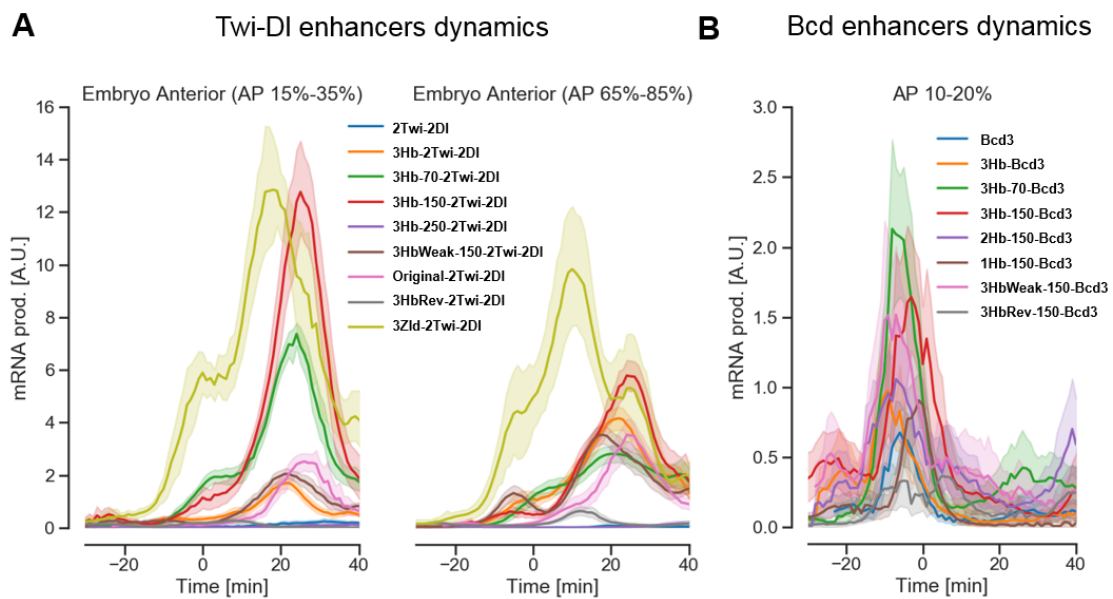 A
Twi-Dl enhancers dynamics
B
Bcd enhancers dynamics
Embryo Anterior (AP 15%-35%)
Embryo Anterior (AP 65%-85%)
AP 10-20%
mRNA prod. [A.U.]
16
14
12
10
8
6
4
2
0
2Twi-2Dl
3Hb-2Twi-2Dl
3Hb-70-2Twi-2Dl
3Hb-150-2Twi-2Dl
3Hb-250-2Twi-2Dl
3HbWeak-150-2Twi-2Dl
Original-2Twi-2Dl
3HbRev-2Twi-2Dl
3Zld-2Twi-2Dl
−20 0 20 40
Time [min]
−20 0 20 40
Time [min]
mRNA prod. [A.U.]
3.0
2.5
2.0
1.5
1.0
0.5
0.0
Bcd3
3Hb-Bcd3
3Hb-70-Bcd3
3Hb-150-Bcd3
2Hb-150-Bcd3
1Hb-150-Bcd3
3HbWeak-150-Bcd3
3HbRev-150-Bcd3
−20 0 20 40
Time [min]